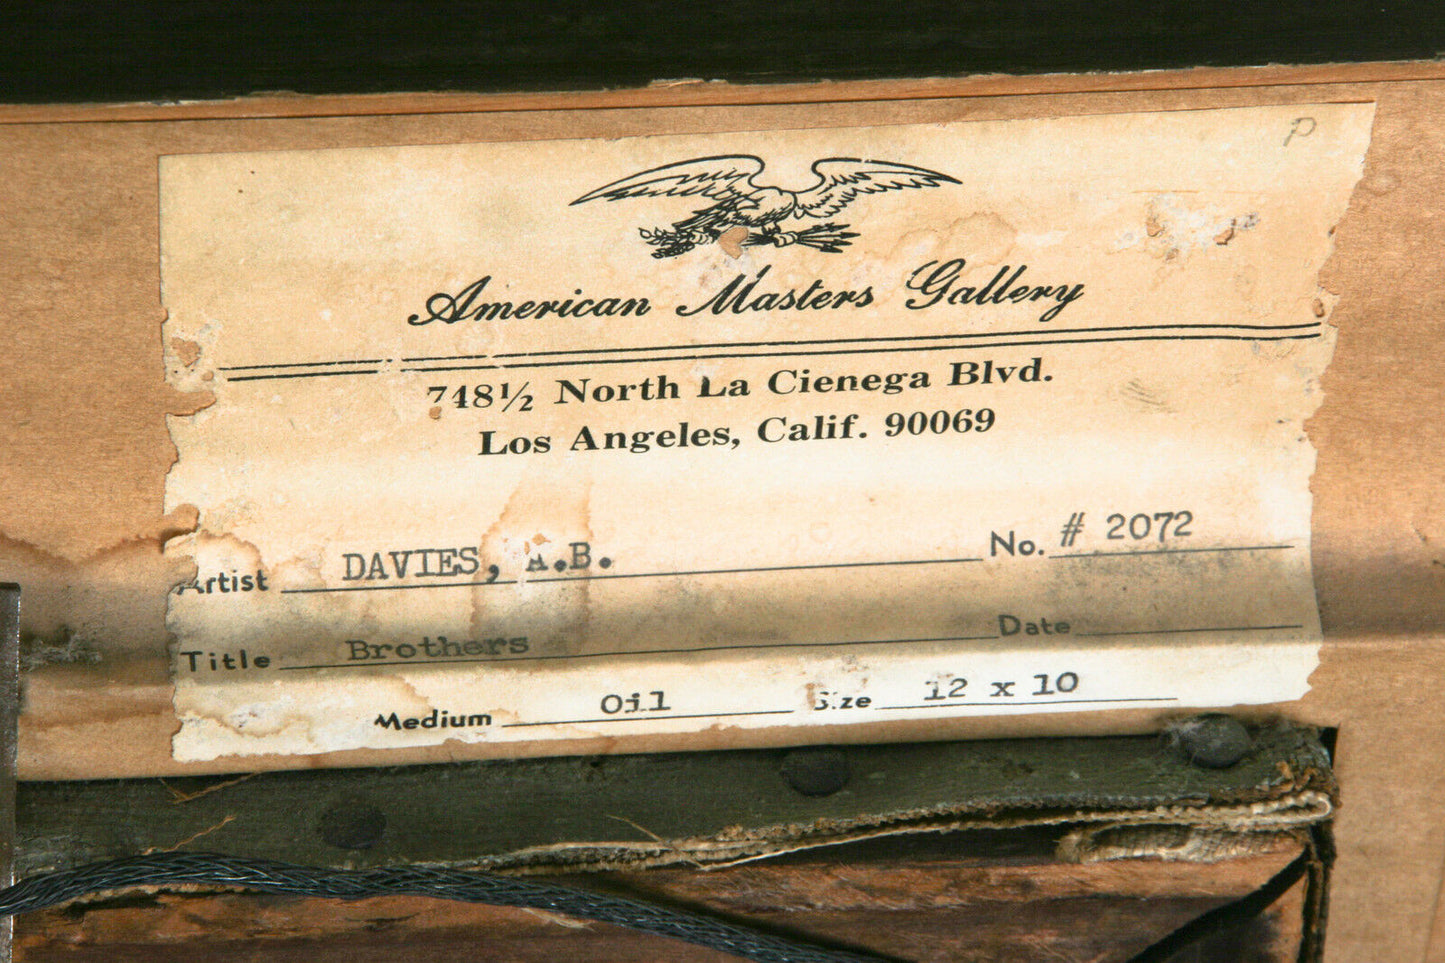 P
American Masters Gallery
748½ North La Cienega Blvd.
Los Angeles, Calif. 90069
Artist DAVIES, A.B. No. # 2072
Title Brothers Date
Medium Oil Size 12 x 10